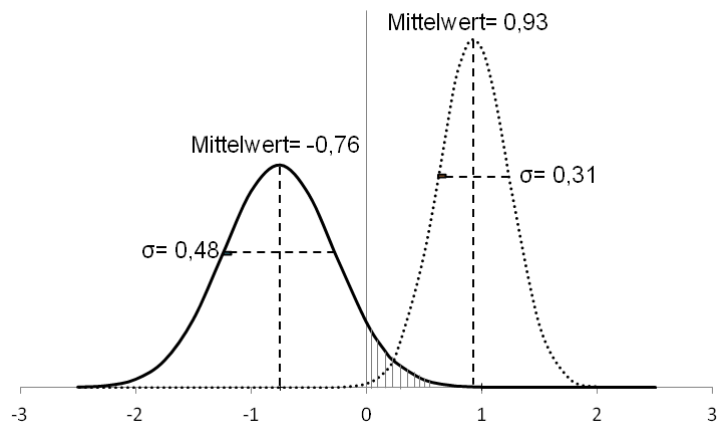 Mittelwert= 0,93
Mittelwert= -0,76
σ= 0,31
σ= 0,48
-3 -2 -1 0 1 2 3